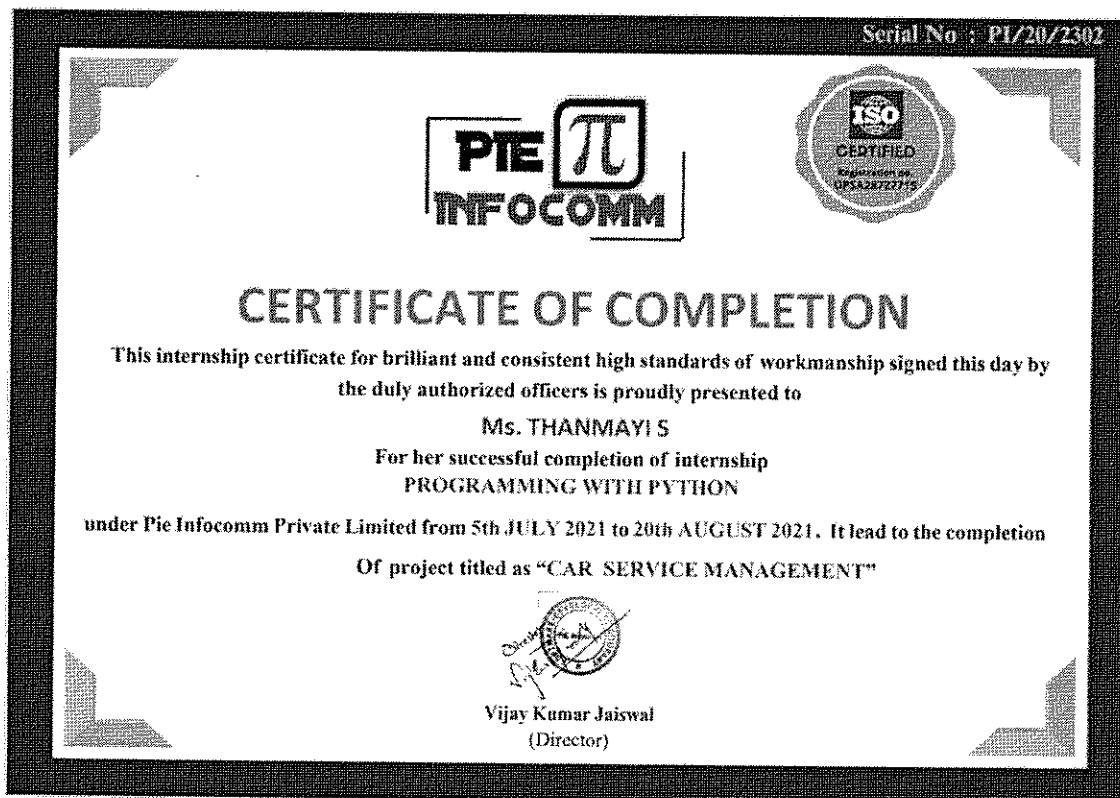 Serial No : PI/20/2302
PIE π
INFOCOMM
ISO
CERTIFIED
Registration no.
CERTIFICATE OF COMPLETION
This internship certificate for brilliant and consistent high standards of workmanship signed this day by
the duly authorized officers is proudly presented to
Ms. THANMAYI S
For her successful completion of internship
PROGRAMMING WITH PYTHON
under Pie Infocomm Private Limited from 5th JULY 2021 to 20th AUGUST 2021. It lead to the completion
Of project titled as “CAR SERVICE MANAGEMENT”
Director
Vijay Kumar Jaiswal
(Director)